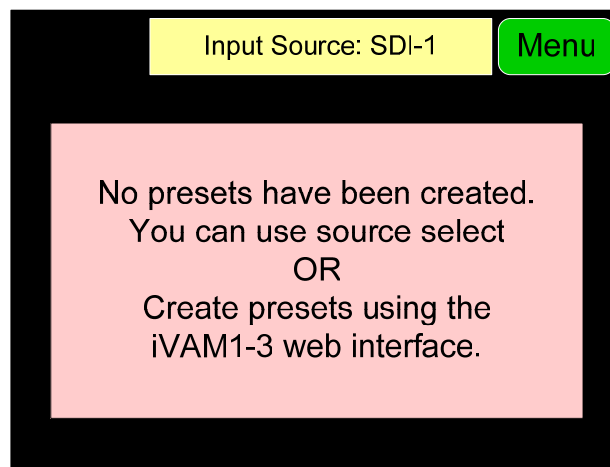 Input Source: SDI-1
Menu
No presets have been created.
You can use source select
OR
Create presets using the
iVAM1-3 web interface.